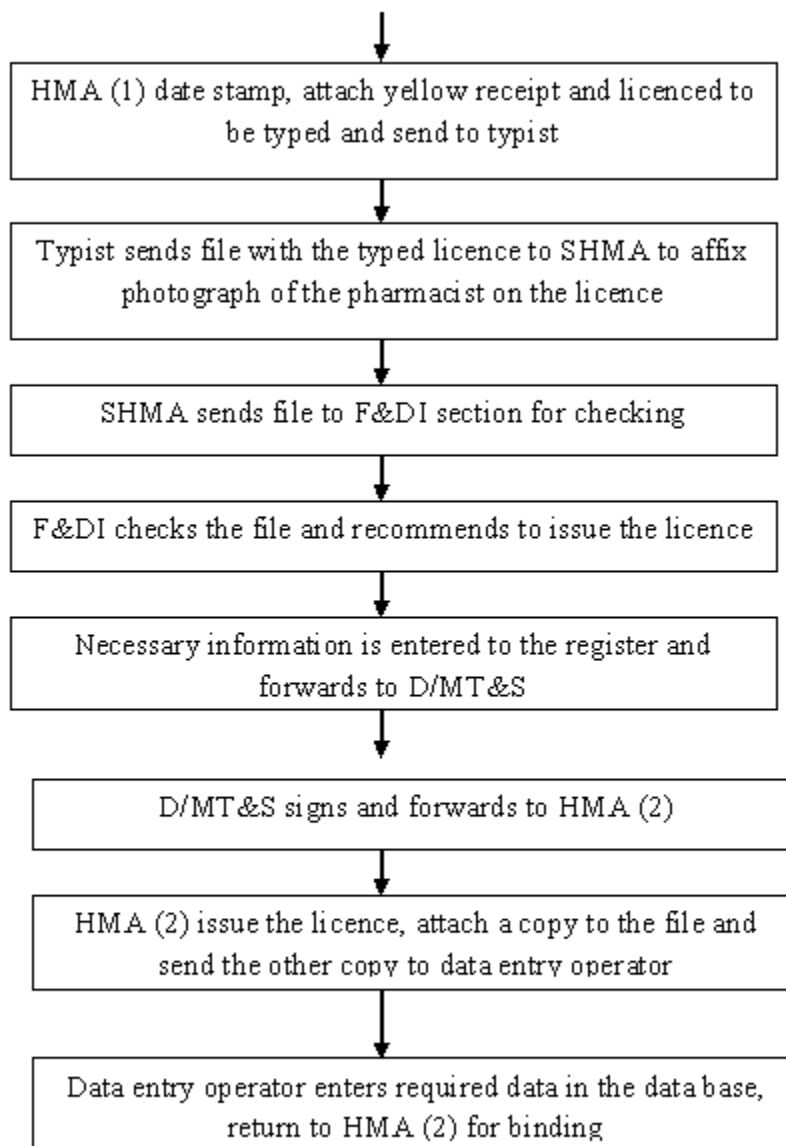 HMA (1) date stamp, attach yellow receipt and licenced to
be typed and send to typist
Typist sends file with the typed licence to SHMA to affix
photograph of the pharmacist on the licence
SHMA sends file to F&DI section for checking
F&DI checks the file and recommends to issue the licence
Necessary information is entered to the register and
forwards to D/MT&S
D/MT&S signs and forwards to HMA (2)
HMA (2) issue the licence, attach a copy to the file and
send the other copy to data entry operator
Data entry operator enters required data in the data base,
return to HMA (2) for binding